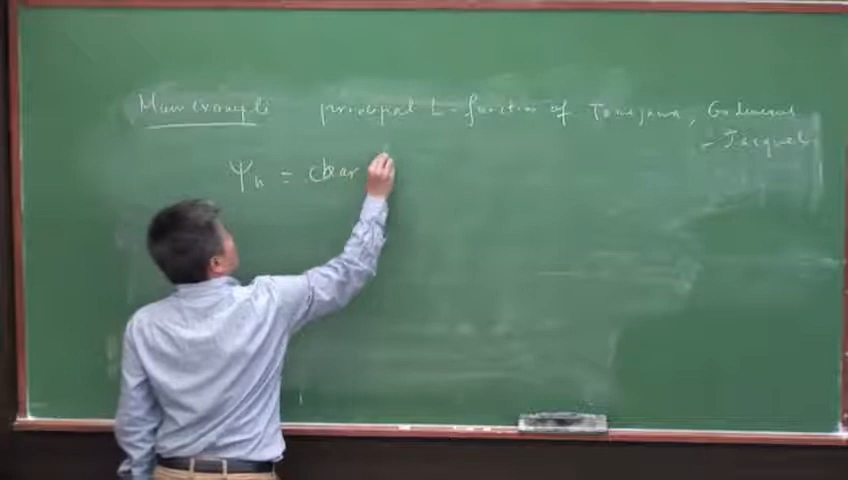 Main example principal L-function of Tamagawa, Godement
- Jacquet
Ψn = char